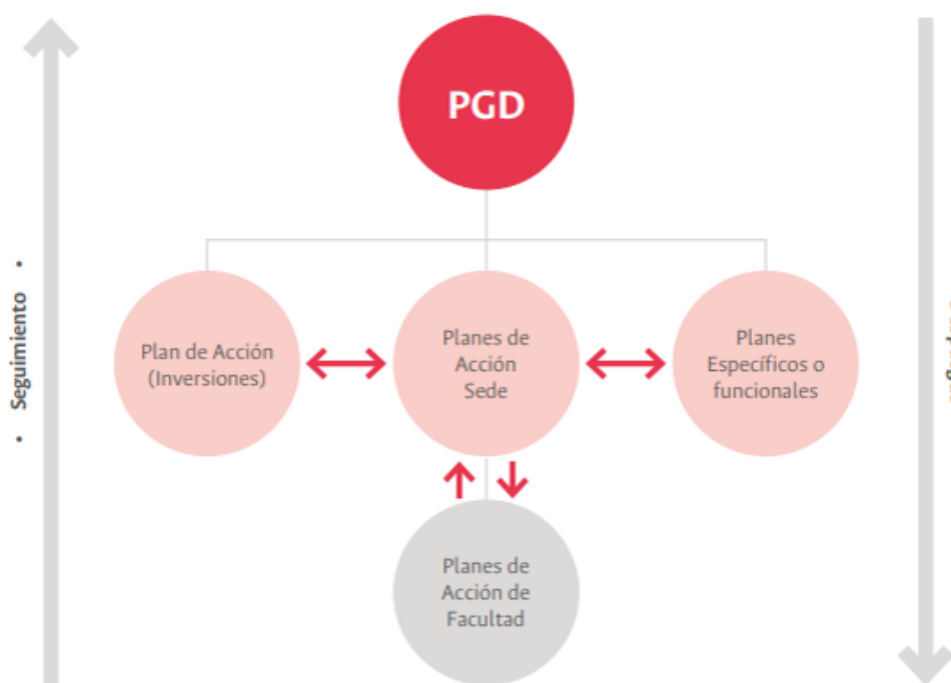 PGD
Plan de Acción
(Inversiones)
Planes de
Acción
Sede
Planes
Específicos o
funcionales
Planes de
Acción de
Facultad
• Seguimiento •